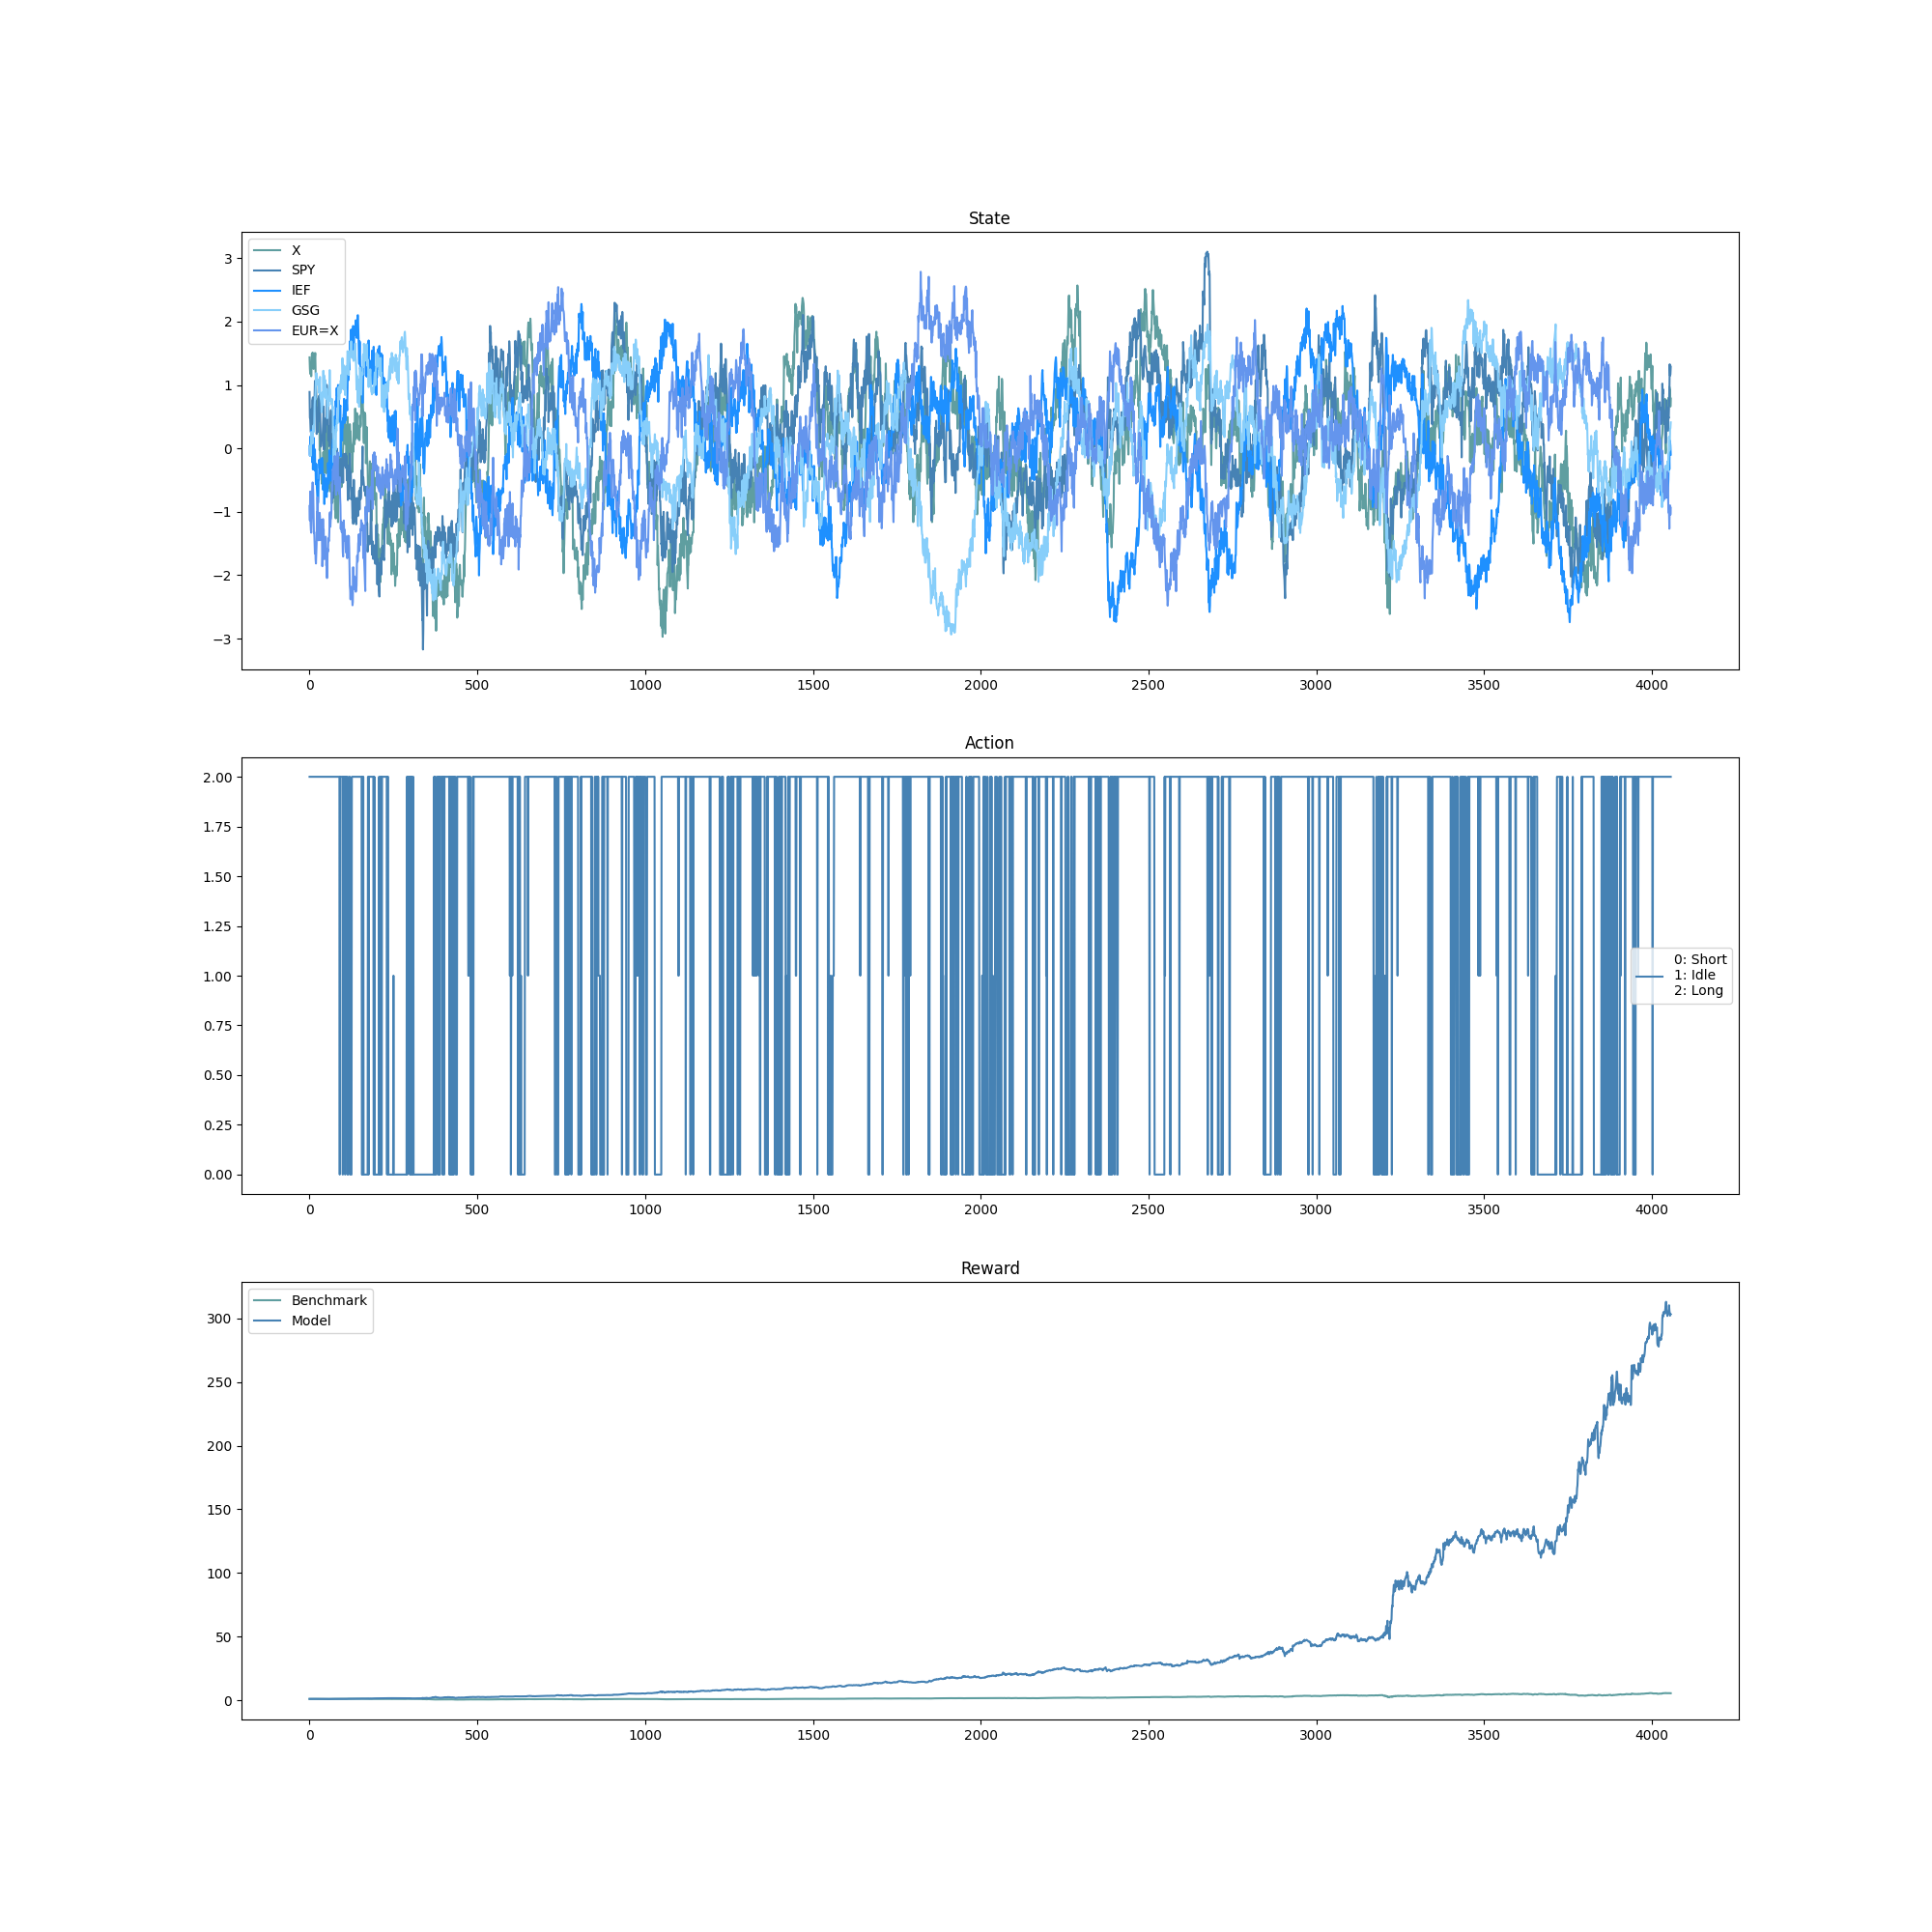 State
X
SPY
IEF
GSG
EUR=X
3
2
1
0
−1
−2
−3
0 500 1000 1500 2000 2500 3000 3500 4000
Action
2.00
1.75
1.50
1.25
1.00
0.75
0.50
0.25
0.00
0: Short
1: Idle
2: Long
0 500 1000 1500 2000 2500 3000 3500 4000
Reward
Benchmark
Model
300
250
200
150
100
50
0
0 500 1000 1500 2000 2500 3000 3500 4000